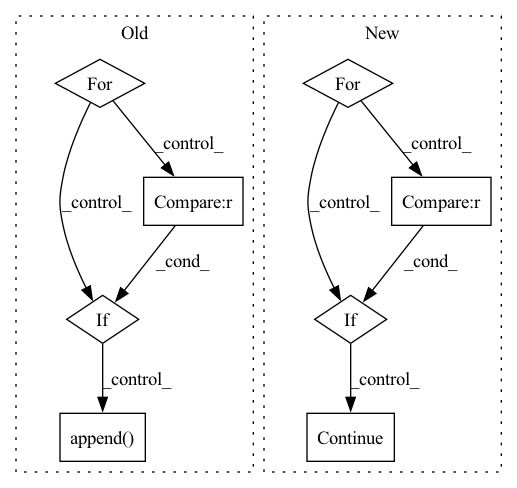 Old
For
_control_
_control_
Compare:r
_cond_
If
_control_
append()
New
For
_control_
_control_
Compare:r
_cond_
If
_control_
Continue